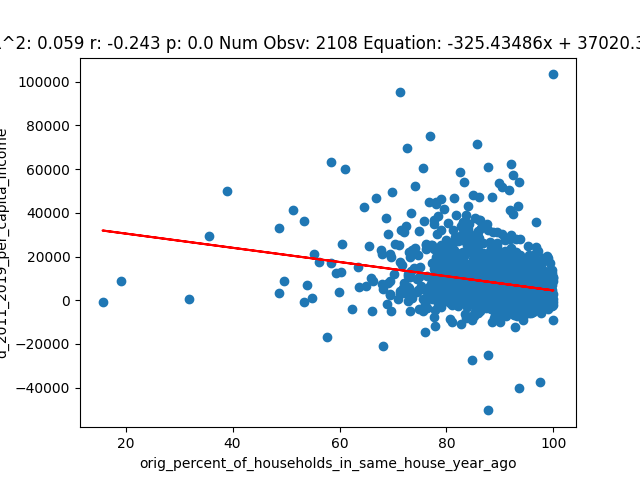 ^2: 0.059 r: -0.243 p: 0.0 Num Obsv: 2108 Equation: -325.43486x + 37020.3
100000
80000
60000
40000
20000
0
−20000
−40000
d_2011_2019_per_capita_income
20 40 60 80 100
orig_percent_of_households_in_same_house_year_ago